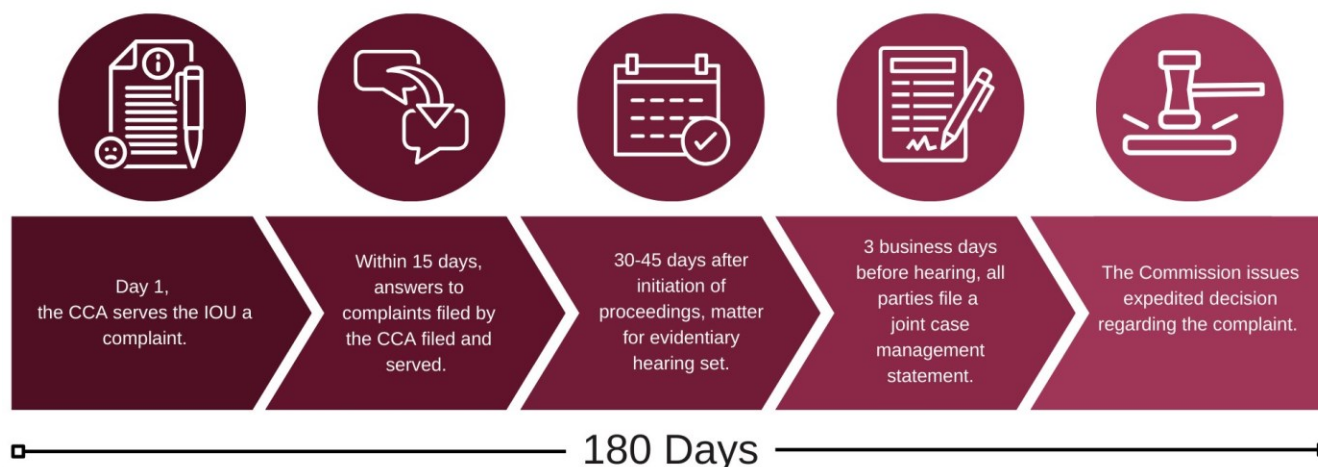 Day 1,
the CCA serves the IOU a
complaint.
Within 15 days,
answers to
complaints filed by
the CCA filed and
served.
30-45 days after
initiation of
proceedings, matter
for evidentiary
hearing set.
3 business days
before hearing, all
parties file a
joint case
management
statement.
The Commission issues
expedited decision
regarding the complaint.
180 Days